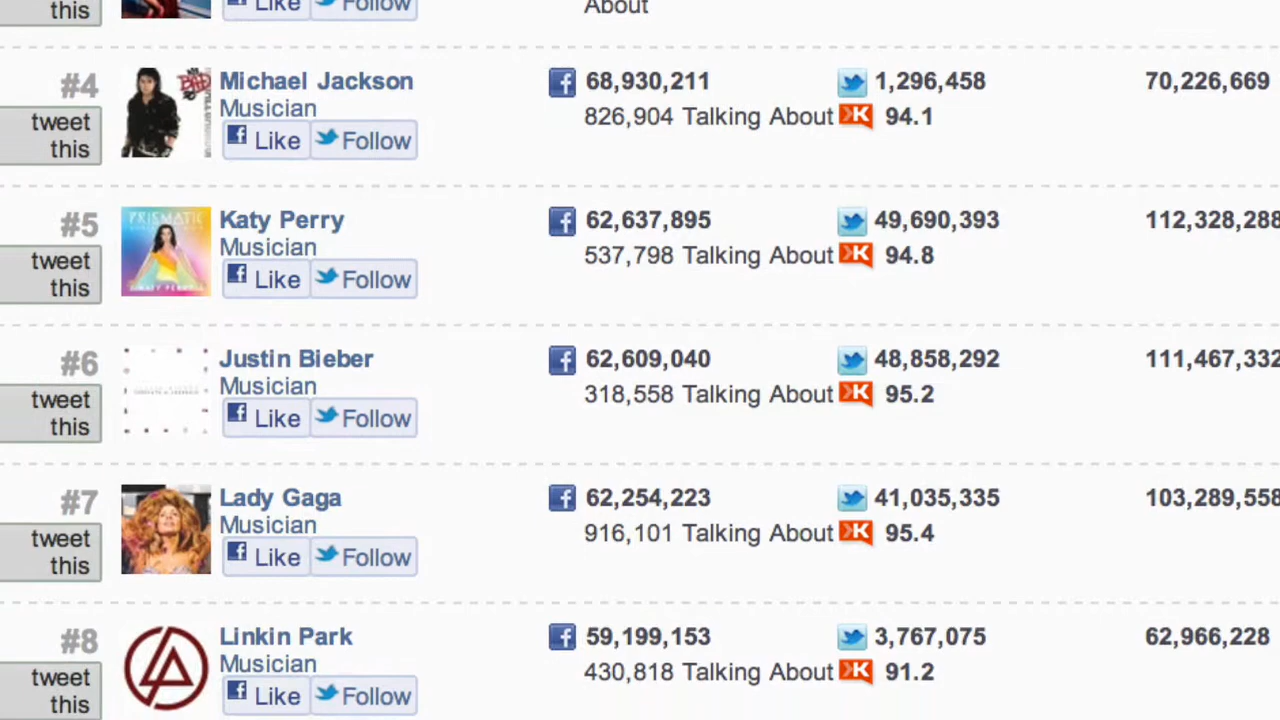 this
Like Follow
About
#4 Michael Jackson 68,930,211 1,296,458 70,226,669
Musician
826,904 Talking About K 94.1
tweet
this
Like Follow
BAD
#5 Katy Perry 62,637,895 49,690,393 112,328,288
PRISMATIC
Musician
537,798 Talking About K 94.8
tweet
this
Like Follow
KATY PERRY
#6 Justin Bieber 62,609,040 48,858,292 111,467,332
Musician
318,558 Talking About K 95.2
tweet
this
Like Follow
#7 Lady Gaga 62,254,223 41,035,335 103,289,558
Musician
916,101 Talking About K 95.4
tweet
this
Like Follow
#8 Linkin Park 59,199,153 3,767,075 62,966,228
Musician
430,818 Talking About K 91.2
tweet
this
Like Follow